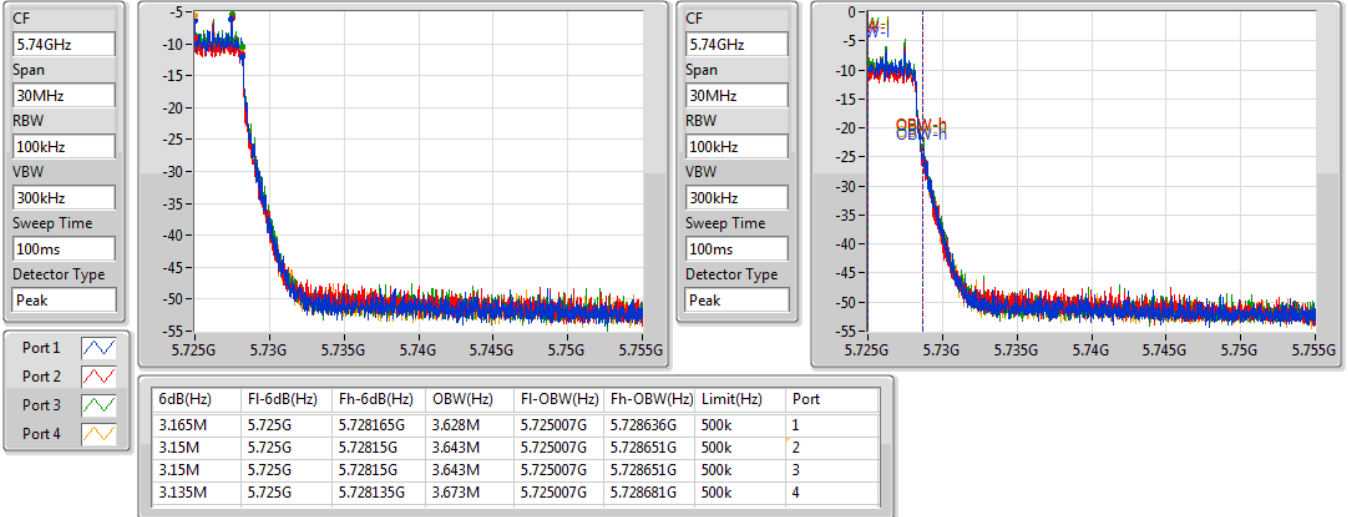 CF
5.74GHz
Span
30MHz
RBW
100kHz
VBW
300kHz
Sweep Time
100ms
Detector Type
Peak
-5
-10
-15
-20
-25
-30
-35
-40
-45
-50
-55
5.725G 5.73G 5.735G 5.74G 5.745G 5.75G 5.755G
CF
5.74GHz
Span
30MHz
RBW
100kHz
VBW
300kHz
Sweep Time
100ms
Detector Type
Peak
0
-5
-10
-15
-20
-25
-30
-35
-40
-45
-50
-55
OBW-h
OBW-h
5.725G 5.73G 5.735G 5.74G 5.745G 5.75G 5.755G
Port 1
Port 2
Port 3
Port 4
6dB(Hz) Fl-6dB(Hz) Fh-6dB(Hz) OBW(Hz) Fl-OBW(Hz) Fh-OBW(Hz) Limit(Hz) Port
3.165M 5.725G 5.728165G 3.628M 5.725007G 5.728636G 500k 1
3.15M 5.725G 5.72815G 3.643M 5.725007G 5.728651G 500k 2
3.15M 5.725G 5.72815G 3.643M 5.725007G 5.728651G 500k 3
3.135M 5.725G 5.728135G 3.673M 5.725007G 5.728681G 500k 4